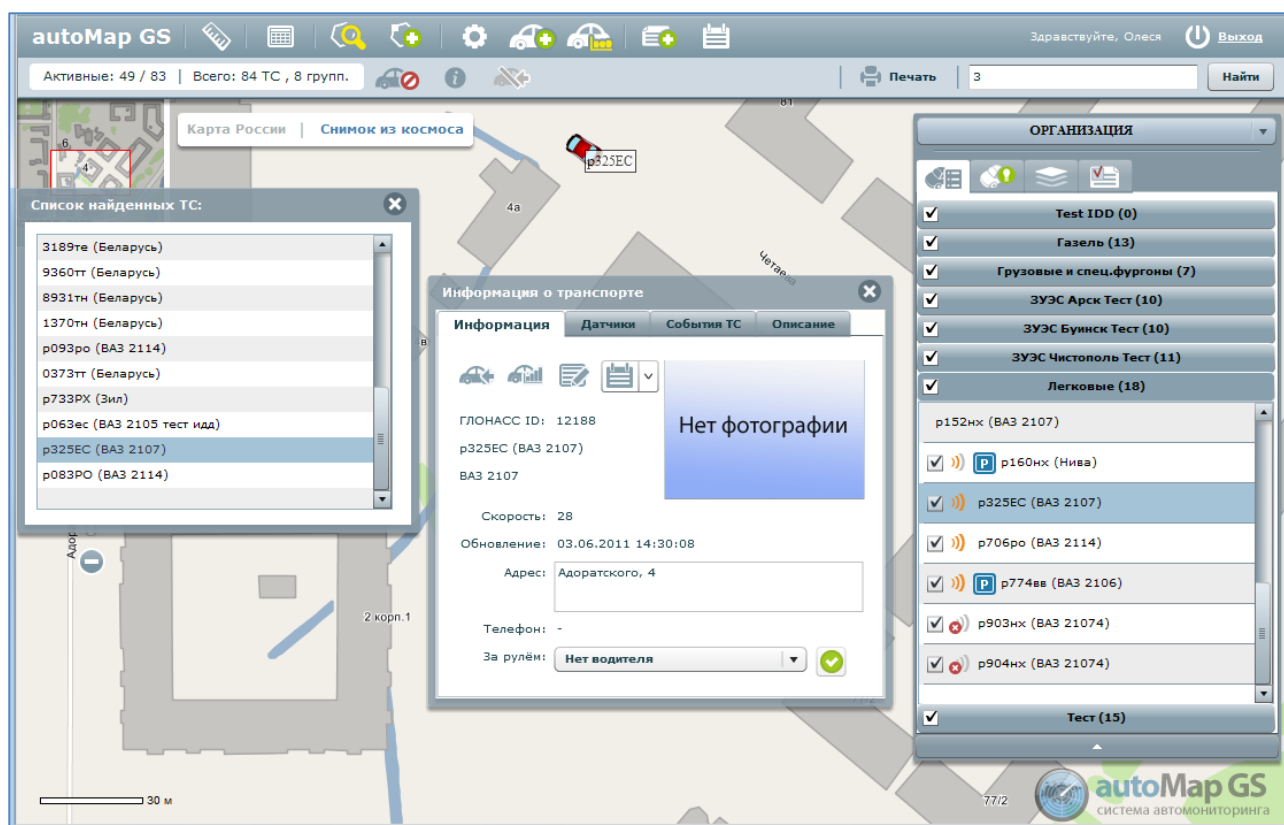 autoMap GS
Здравствуйте, Олеся
Выход
Активные: 49 / 83 | Всего: 84 ТС , 8 групп.
Печать
3
Найти
81
Карта России | Снимок из космоса
6
4
р325ЕС
4а
Четаева
Список найденных ТС:
3189те (Беларусь)
9360тт (Беларусь)
8931тн (Беларусь)
1370тн (Беларусь)
р093ро (ВАЗ 2114)
0373тт (Беларусь)
р733РХ (Зил)
р063ес (ВАЗ 2105 тест идд)
р325ЕС (ВАЗ 2107)
р083РО (ВАЗ 2114)
в
2 корп.1
30 м
Информация о транспорте
Информация
Датчики
События ТС
Описание
Нет фотографии
ГЛОНАСС ID: 12188
р325ЕС (ВАЗ 2107)
ВАЗ 2107
Скорость: 28
Обновление: 03.06.2011 14:30:08
Адрес: Адоратского, 4
Телефон: -
За рулём: Нет водителя
ОРГАНИЗАЦИЯ
Test IDD (0)
Газель (13)
Грузовые и спец.фургоны (7)
ЗУЭС Арск Тест (10)
ЗУЭС Буинск Тест (10)
ЗУЭС Чистополь Тест (11)
Легковые (18)
р152нх (ВАЗ 2107)
P р160нх (Нива)
р325ЕС (ВАЗ 2107)
р706ро (ВАЗ 2114)
P р774вв (ВАЗ 2106)
р903нх (ВАЗ 21074)
р904нх (ВАЗ 21074)
Тест (15)
77/2
77/2
autoMap GS
система автомониторинга